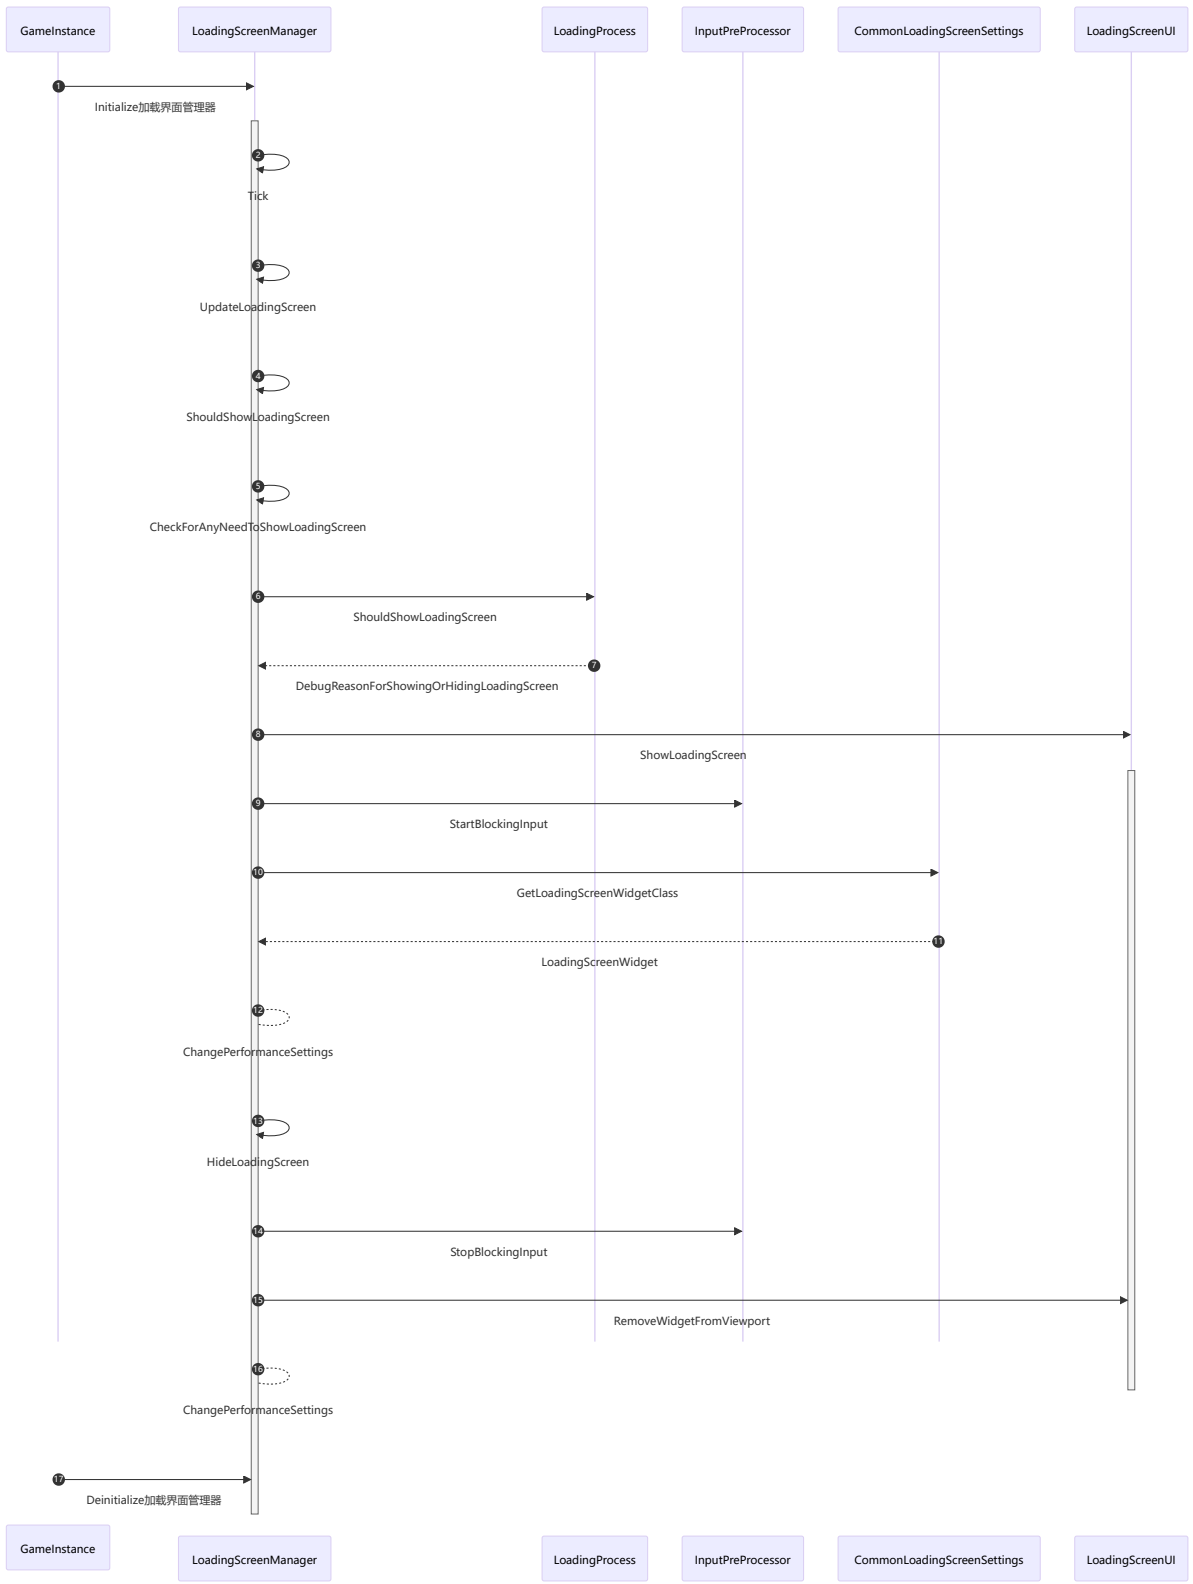 GameInstance
LoadingScreenManager
LoadingProcess
InputPreProcessor
CommonLoadingScreenSettings
LoadingScreenUI
1
Initialize加载界面管理器
2
Tick
3
UpdateLoadingScreen
4
ShouldShowLoadingScreen
5
CheckForAnyNeedToShowLoadingScreen
6
ShouldShowLoadingScreen
7
DebugReasonForShowingOrHidingLoadingScreen
8
ShowLoadingScreen
9
StartBlockingInput
10
GetLoadingScreenWidgetClass
11
LoadingScreenWidget
12
ChangePerformanceSettings
13
HideLoadingScreen
14
StopBlockingInput
15
RemoveWidgetFromViewport
16
ChangePerformanceSettings
17
Deinitialize加载界面管理器
GameInstance
LoadingScreenManager
LoadingProcess
InputPreProcessor
CommonLoadingScreenSettings
LoadingScreenUI